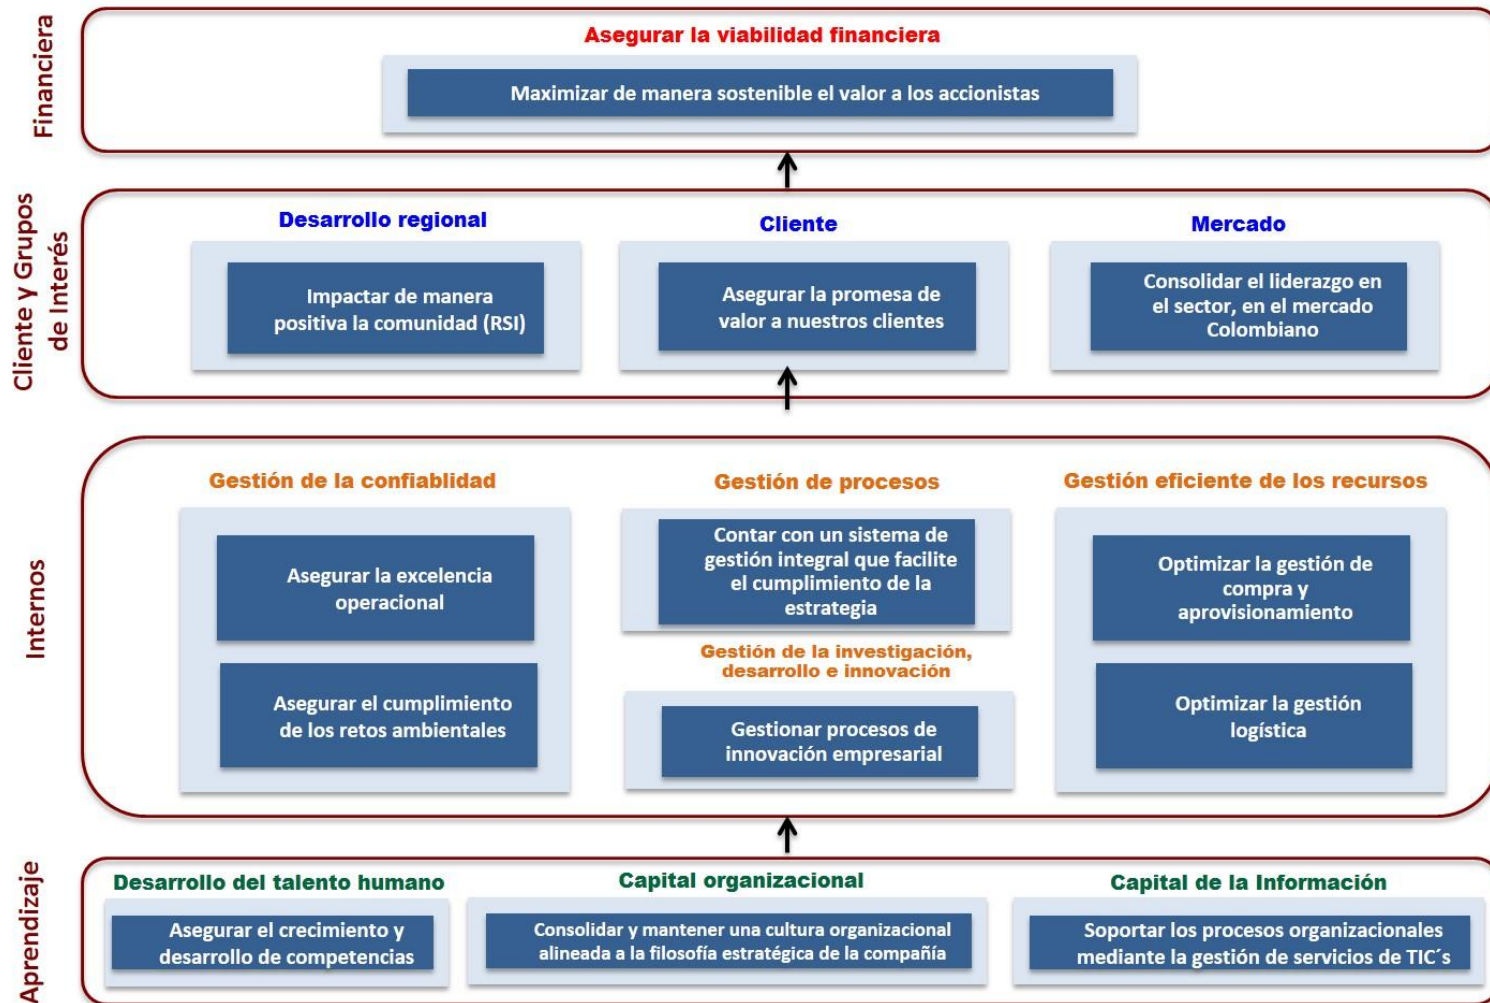 Financiera
Asegurar la viabilidad financiera
Maximizar de manera sostenible el valor a los accionistas
Cliente y Grupos
de Interés
Desarrollo regional
Impactar de manera
positiva la comunidad (RSI)
Cliente
Asegurar la promesa de
valor a nuestros clientes
Mercado
Consolidar el liderazgo en
el sector, en el mercado
Colombiano
Internos
Gestión de la confiablidad
Asegurar la excelencia
operacional
Asegurar el cumplimiento
de los retos ambientales
Gestión de procesos
Contar con un sistema de
gestión integral que facilite
el cumplimiento de la
estrategia
Gestión de la investigación,
desarrollo e innovación
Gestionar procesos de
innovación empresarial
Gestión eficiente de los recursos
Optimizar la gestión de
compra y
aprovisionamiento
Optimizar la gestión
logística
Aprendizaje
Desarrollo del talento humano
Asegurar el crecimiento y
desarrollo de competencias
Capital organizacional
Consolidar y mantener una cultura organizacional
alineada a la filosofía estratégica de la compañía
Capital de la Información
Soportar los procesos organizacionales
mediante la gestión de servicios de TIC´s